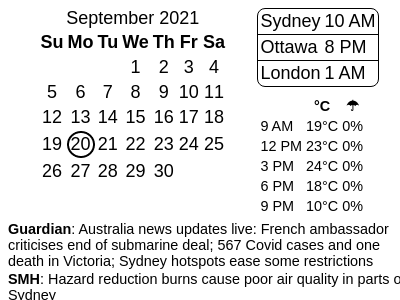 September 2021
Su Mo Tu We Th Fr Sa
1 2 3 4
5 6 7 8 9 10 11
12 13 14 15 16 17 18
19 20 21 22 23 24 25
26 27 28 29 30
Sydney 10 AM
Ottawa 8 PM
London 1 AM
°C ☂
9 AM 19°C 0%
12 PM 23°C 0%
3 PM 24°C 0%
6 PM 18°C 0%
9 PM 10°C 0%
Guardian: Australia news updates live: French ambassador
criticises end of submarine deal; 567 Covid cases and one
death in Victoria; Sydney hotspots ease some restrictions
SMH: Hazard reduction burns cause poor air quality in parts o
Sydney